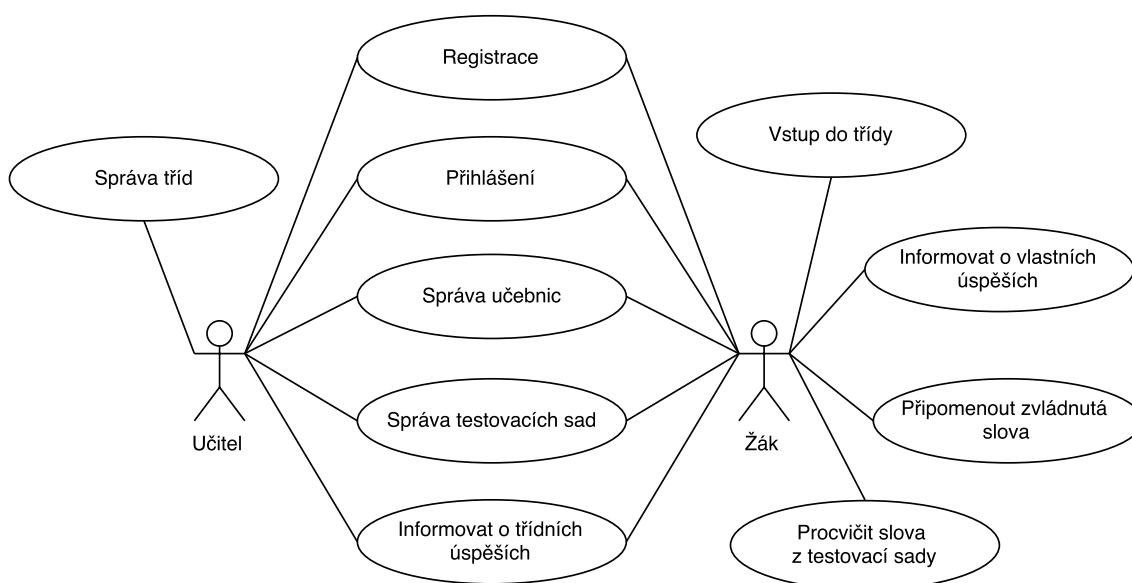 Registrace
Vstup do třídy
Správa tříd
Přihlášení
Informovat o vlastních
úspěších
Správa učebnic
Připomenout zvládnutá
slova
Správa testovacích sad
Učitel
Žák
Informovat o třídních
úspěších
Procvičit slova
z testovací sady